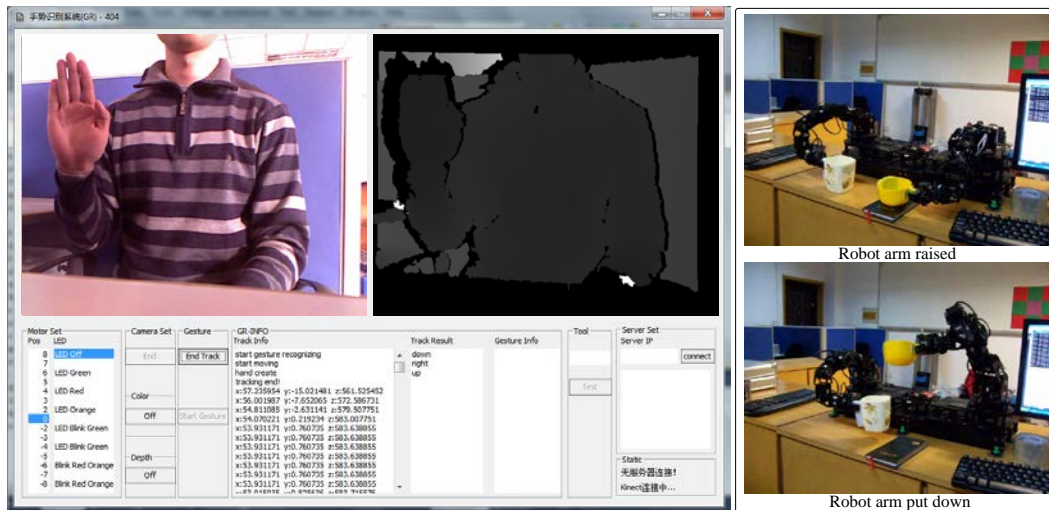 手势识别系统(GR) - 404
Motor Set
Pos LED
8 LED Off
7
6 LED Green
5
4 LED Red
3
2 LED Orange
0
-2 LED Blink Green
-3
-4 LED Blink Green
-5
-6 Blink Red Orange
-7
-8 Blink Red Orange
Camera Set
End
Color
Off
Depth
Off
Gesture
End Track
Start Gesture
GR-INFO
Track Info
start gesture recognizing
start moving
hand create
tracking end!
x:57.235954 y:-15.021481 z:561.525452
x:56.001987 y:-7.652065 z:572.586731
x:54.811085 y:-2.631141 z:579.507751
x:54.070221 y:0.219234 z:583.007751
x:53.931171 y:0.760735 z:583.638855
x:53.931171 y:0.760735 z:583.638855
x:53.931171 y:0.760735 z:583.638855
x:53.931171 y:0.760735 z:583.638855
x:53.931171 y:0.760735 z:583.638855
x:53.931171 y:0.760735 z:583.638855
Track Result
down
right
up
Gesture Info
Tool
Test
Server Set
Server IP
connect
Static
无服务器连接!
Kinect连接中...
Robot arm raised
Robot arm put down